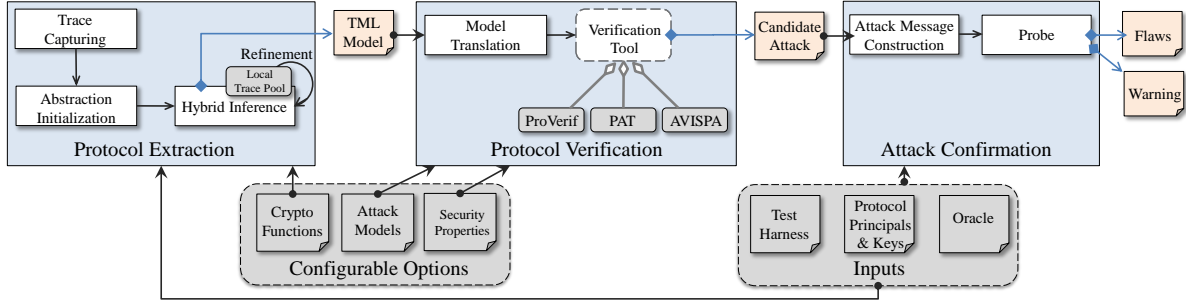 Trace
Capturing
Abstraction
Initialization
Refinement
Local
Trace Pool
Hybrid Inference
Protocol Extraction
TML
Model
Model
Translation
Verification
Tool
ProVerif
PAT
AVISPA
Protocol Verification
Candidate
Attack
Attack Message
Construction
Probe
Attack Confirmation
Flaws
Warning
Crypto
Functions
Attack
Models
Security
Properties
Configurable Options
Test
Harness
Protocol
Principals
& Keys
Oracle
Inputs